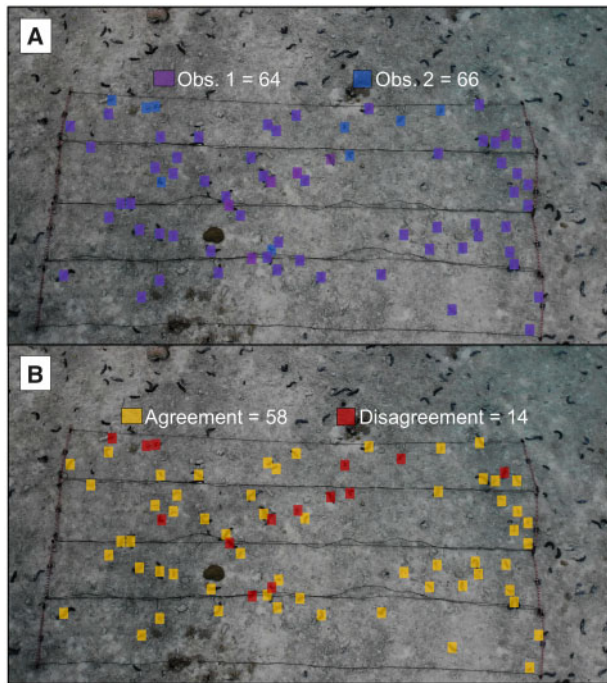 A
Obs. 1 = 64
Obs. 2 = 66
B
Agreement = 58
Disagreement = 14